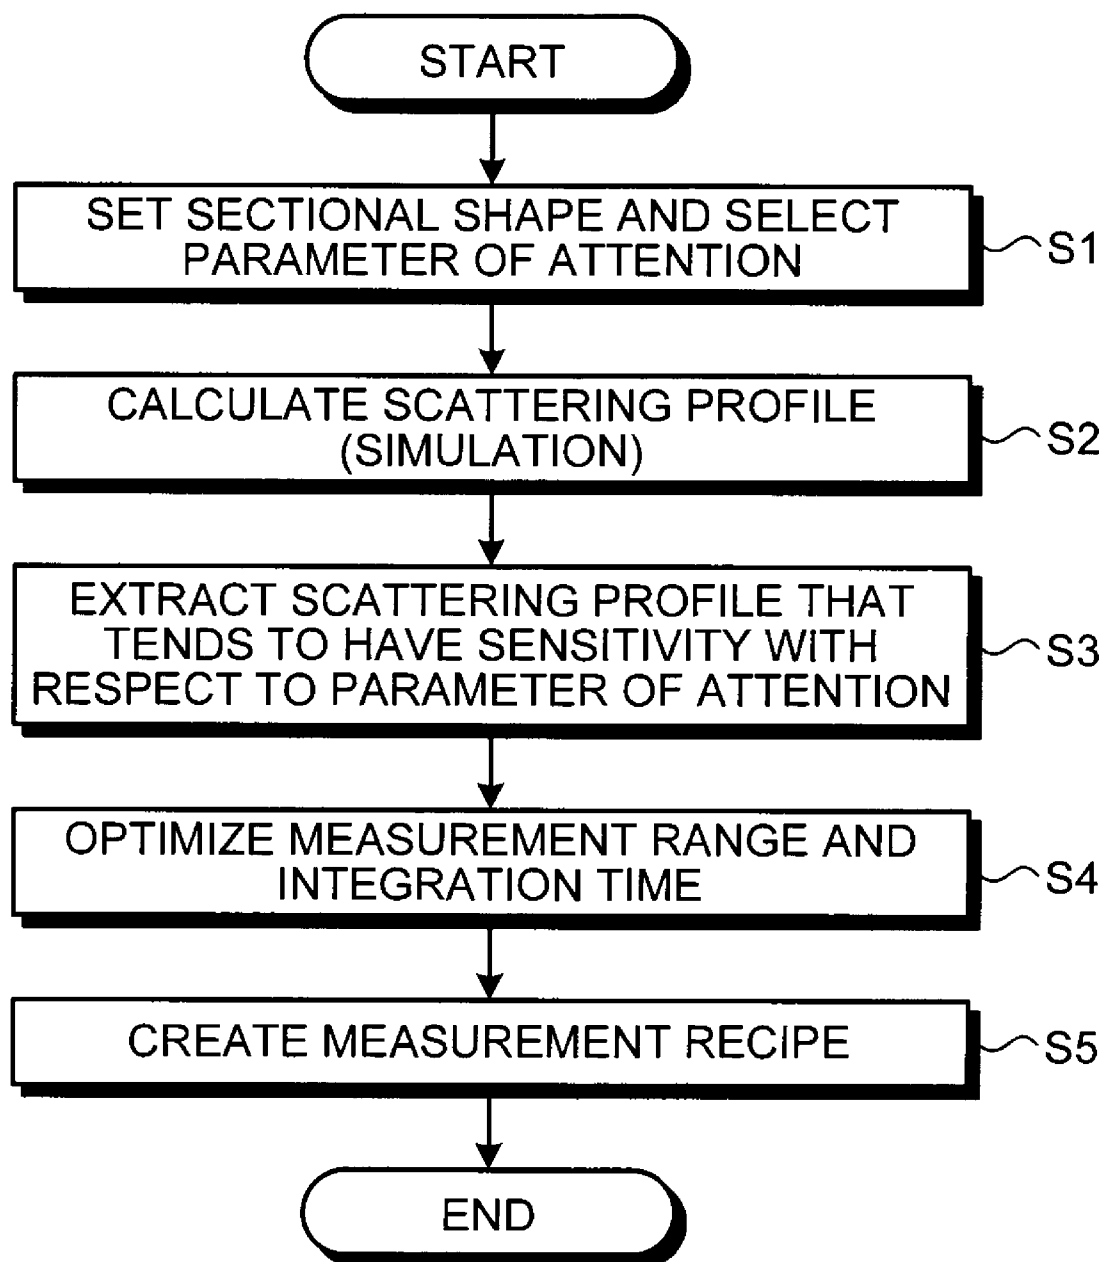 START
SET SECTIONAL SHAPE AND SELECT
PARAMETER OF ATTENTION
S1
CALCULATE SCATTERING PROFILE
(SIMULATION)
S2
EXTRACT SCATTERING PROFILE THAT
TENDS TO HAVE SENSITIVITY WITH
RESPECT TO PARAMETER OF ATTENTION
S3
OPTIMIZE MEASUREMENT RANGE AND
INTEGRATION TIME
S4
CREATE MEASUREMENT RECIPE
S5
END